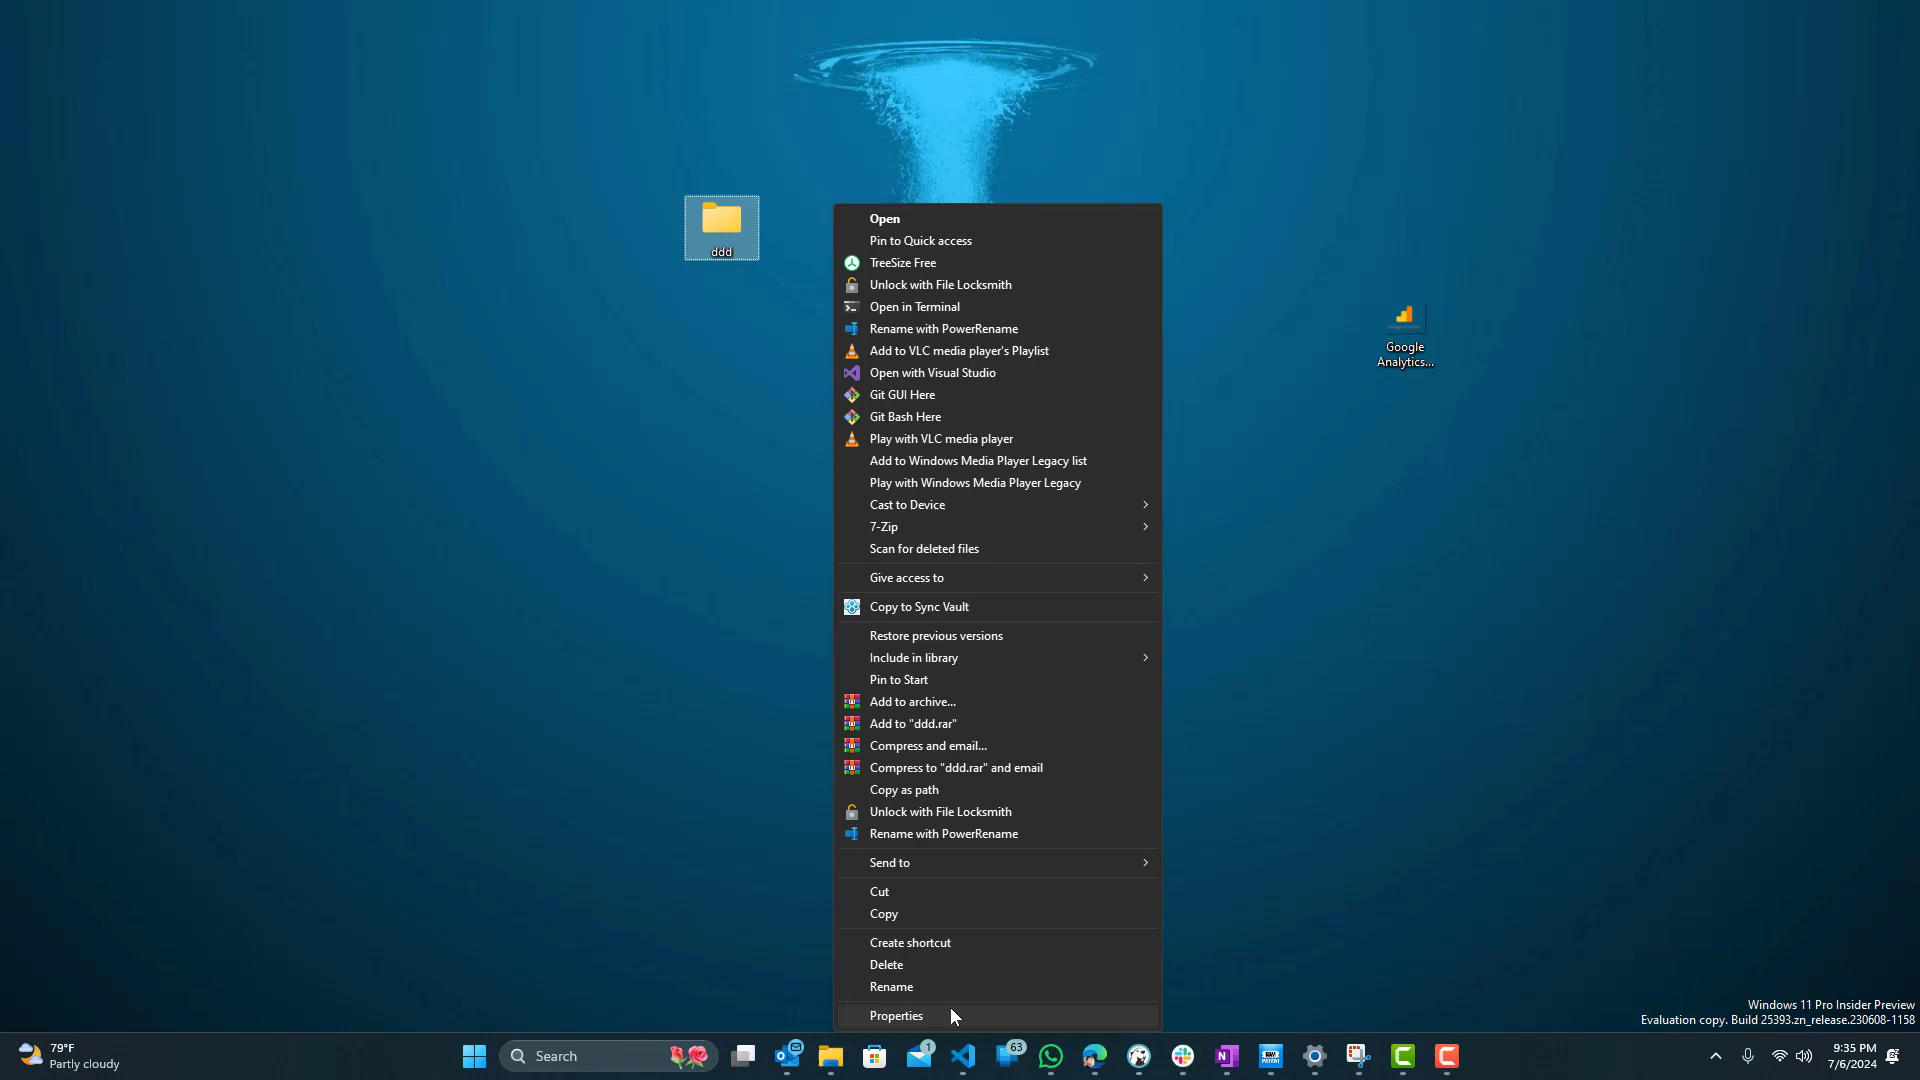 ddd
Google
Analytics...
Open
Pin to Quick access
TreeSize Free
Unlock with File Locksmith
Open in Terminal
Rename with PowerRename
Add to VLC media player's Playlist
Open with Visual Studio
Git GUI Here
Git Bash Here
Play with VLC media player
Add to Windows Media Player Legacy list
Play with Windows Media Player Legacy
Cast to Device
7-Zip
Scan for deleted files
Give access to
Copy to Sync Vault
Restore previous versions
Include in library
Pin to Start
Add to archive...
Add to "ddd.rar"
Compress and email...
Compress to "ddd.rar" and email
Copy as path
Unlock with File Locksmith
Rename with PowerRename
Send to
Cut
Copy
Create shortcut
Delete
Rename
Properties
Windows 11 Pro Insider Preview
Evaluation copy. Build 25393.zn_release.230608-1158
79°F
Partly cloudy
Search
1
63
9:35 PM
7/6/2024